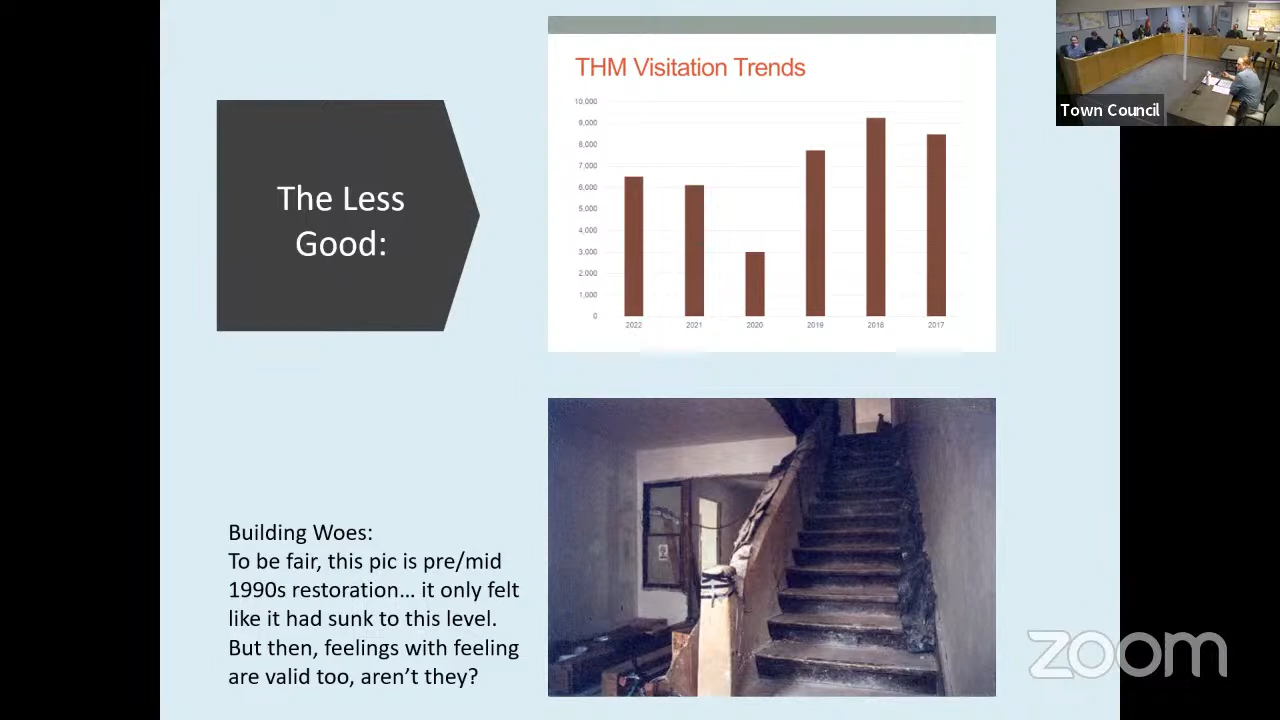 THM Visitation Trends
10,000
9,000
8,000
7,000
6,000
5,000
4,000
3,000
2,000
1,000
0
2022
2021
2020
2019
2018
2017
The Less
Good:
Building Woes:
To be fair, this pic is pre/mid
1990s restoration... it only felt
like it had sunk to this level.
But then, feelings with feeling
are valid too, aren't they?
Town Council
zoom